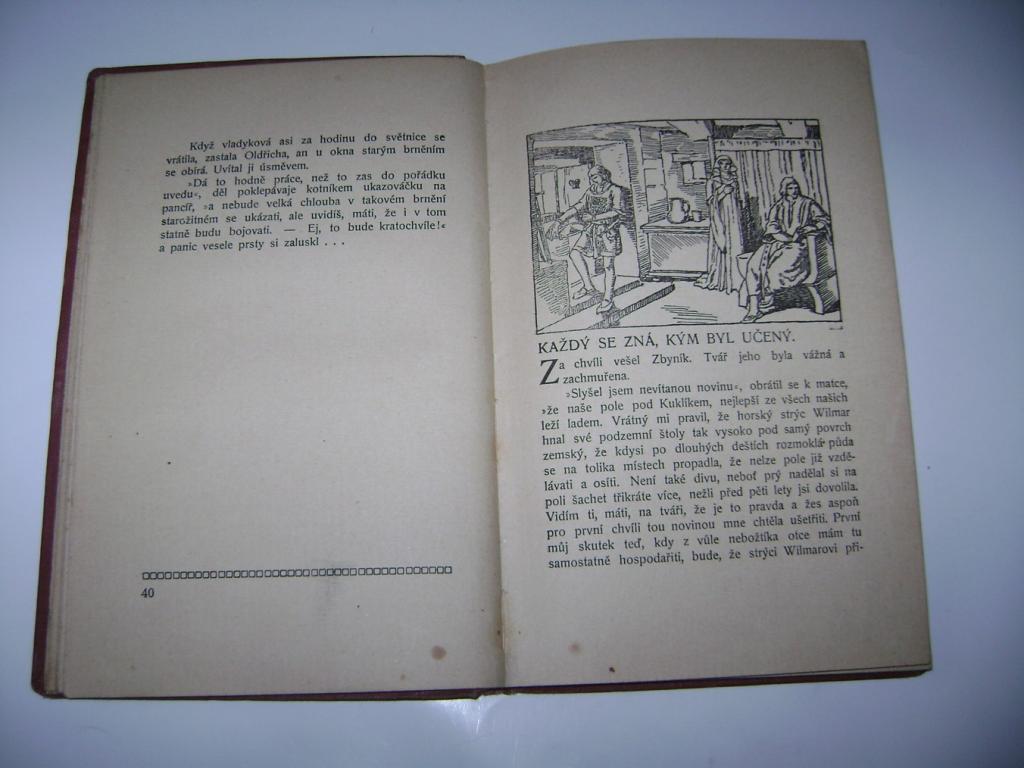 Když vladyková asi za hodinu do světnice se
vrátila, zastala Oldřicha, an u okna starým brněním
se obírá. Uvítal ji úsměvem.
»Dá to hodně práce, než to zas do pořádku
uvedu«, děl poklepávaje kotníkem ukazováčku na
pancíř, »a nebude velká chlouba v takovém brnění
starožitném se ukázati, ale uvidíš, máti, že i v tom
statně budu bojovati. — Ej, to bude kratochvíle!«
a panic vesele prsty si zaluskl . . .
40
KAŽDÝ SE ZNÁ, KÝM BYL UČENÝ.
Za chvíli vešel Zbyník. Tvář jeho byla vážná a
zachmuřena.
»Slyšel jsem nevítanou novinu«, obrátil se k matce,
»že naše pole pod Kuklíkem, nejlepší ze všech našich
leží ladem. Vrátný mi pravil, že horský strýc Wilmar
hnal své podzemní štoly tak vysoko pod samý povrch
zemský, že kdysi po dlouhých deštích rozmoklá půda
se na tolika místech propadla, že nelze pole již vzdě-
lávati a osíti. Není také divu, neboť prý nadělal si na
poli šachet třikráte více, nežli před pěti lety jsi dovolila.
Vidím ti, máti, na tváři, že je to pravda a žes aspoň
pro první chvíli tou novinou mne chtěla ušetřiti. První
můj skutek teď, kdy z vůle nebožtíka otce mám tu
samostatně hospodařiti, bude, že strýci Wilmarovi při-